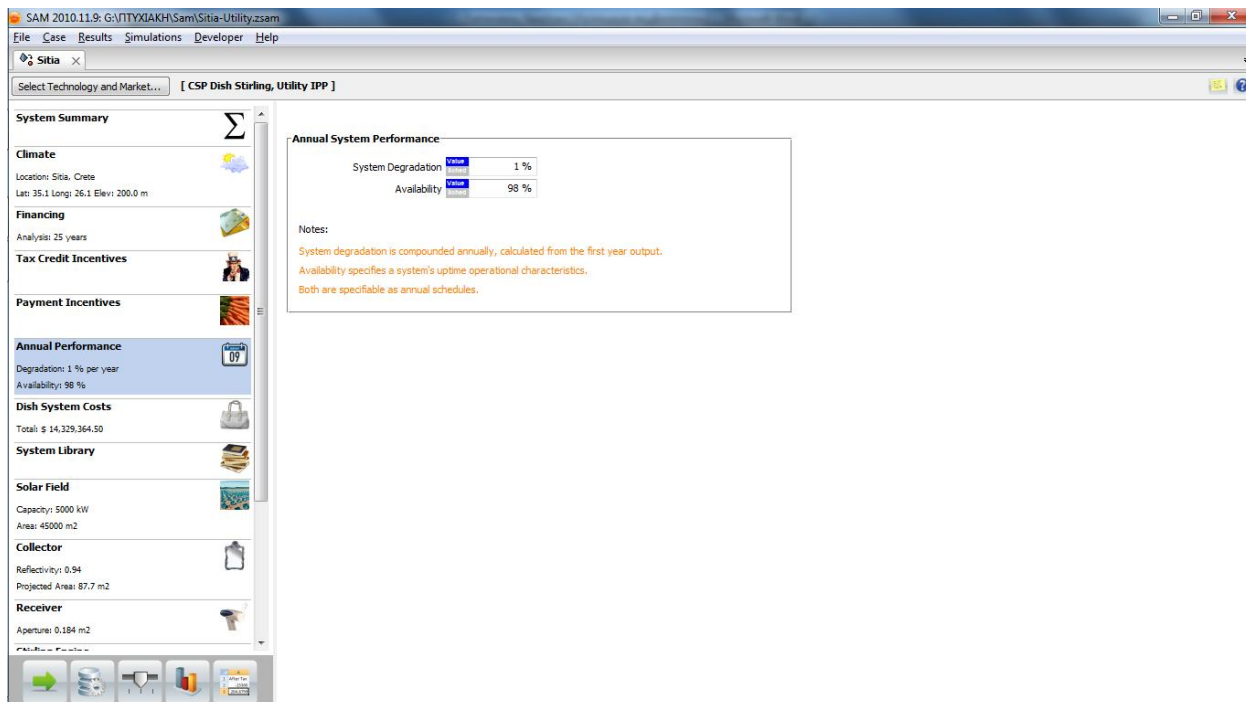 SAM 2010.11.9: G:\ΠΤΥΧΙΑΚΗ\Sam\Sitia-Utility.zsam
File Case Results Simulations Developer Help
Sitia
Select Technology and Market... [ CSP Dish Stirling, Utility IPP ]
System Summary
Climate
Location: Sitia, Crete
Lat: 35.1 Long: 26.1 Elev: 200.0 m
Financing
Analysis: 25 years
Tax Credit Incentives
Payment Incentives
Annual Performance
Degradation: 1 % per year
Availability: 98 %
Dish System Costs
Total: $ 14,329,364.50
System Library
Solar Field
Capacity: 5000 kW
Area: 45000 m2
Collector
Reflectivity: 0.94
Projected Area: 87.7 m2
Receiver
Aperture: 0.184 m2
Annual System Performance
System Degradation Value Sched 1 %
Availability Value Sched 98 %
Notes:
System degradation is compounded annually, calculated from the first year output.
Availability specifies a system's uptime operational characteristics.
Both are specifiable as annual schedules.
09
After Tax